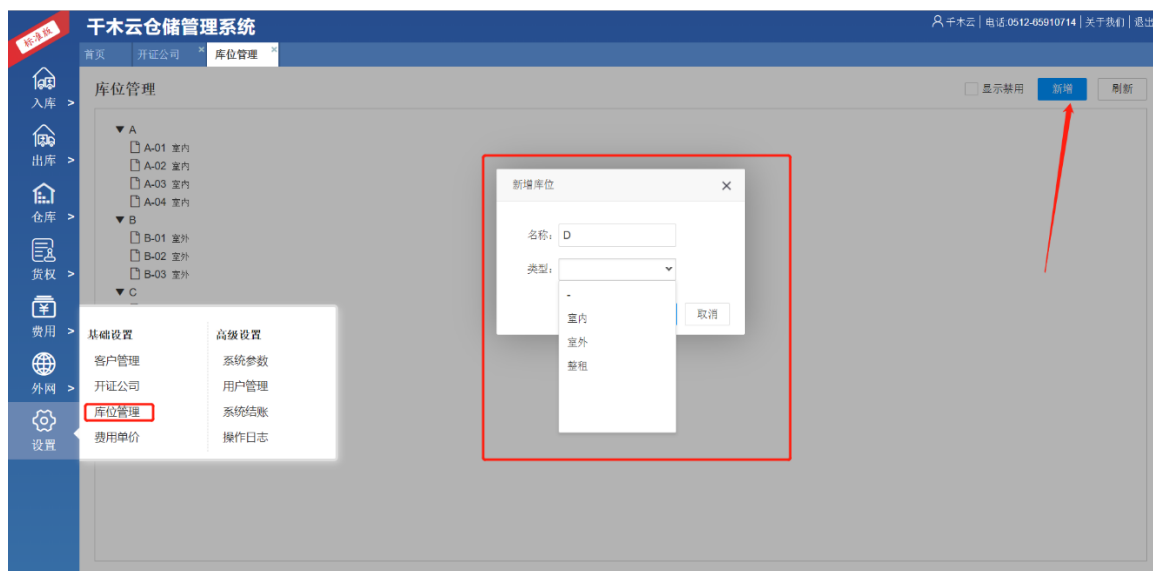 标准版
千木云仓储管理系统
千木云 | 电话:0512-65910714 | 关于我们 | 退出
首页 开证公司 × 库位管理 ×
库位管理
显示禁用 新增 刷新
入库 >
出库 >
仓库 >
货权 >
费用 >
外网 >
设置
▼ A
A-01 室内
A-02 室内
A-03 室内
A-04 室内
▼ B
B-01 室外
B-02 室外
B-03 室外
▼ C
基础设置
客户管理
开证公司
库位管理
费用单价
高级设置
系统参数
用户管理
系统结账
操作日志
新增库位 ×
名称: D
类型:
-
室内
室外
整租
取消